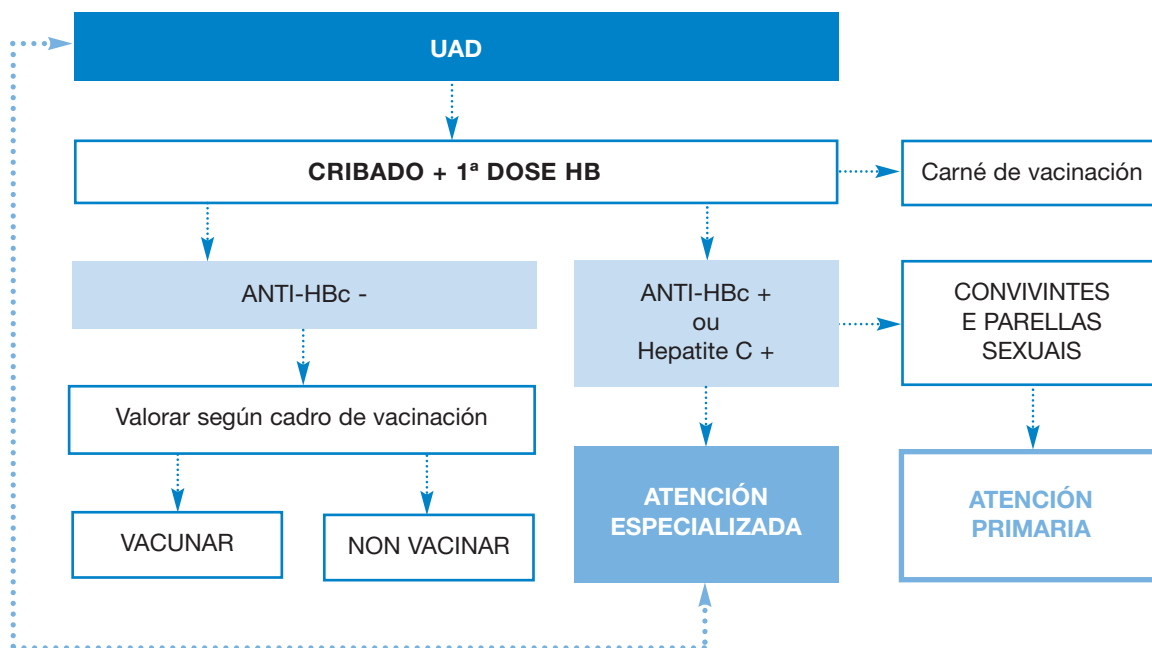 UAD
CRIBADO + 1ª DOSE HB
Carné de vacinación
ANTI-HBc -
ANTI-HBc +
ou
Hepatite C +
CONVIVINTES
E PARELLAS
SEXUAIS
Valorar según cadro de vacinación
VACUNAR
NON VACINAR
ATENCIÓN
ESPECIALIZADA
ATENCIÓN
PRIMARIA